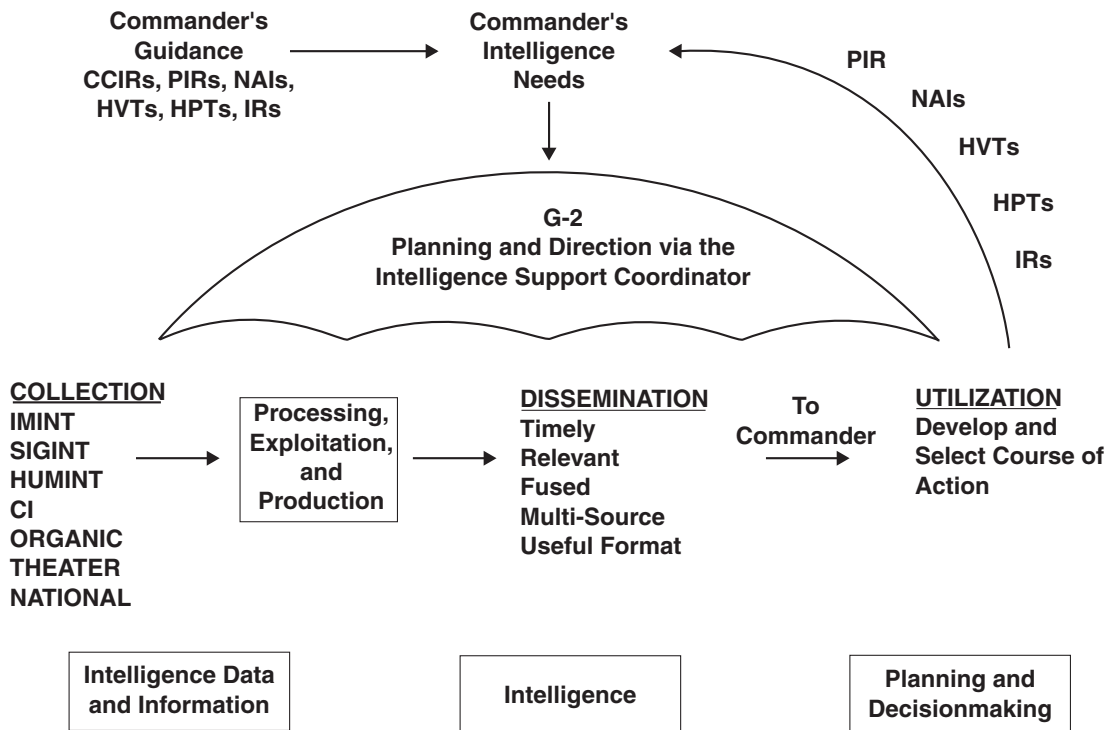 Commander's
Guidance
CCIRs, PIRs, NAIs,
HVTs, HPTs, IRs
Commander's
Intelligence
Needs
PIR
NAIs
HVTs
HPTs
IRs
G-2
Planning and Direction via the
Intelligence Support Coordinator
COLLECTION
IMINT
SIGINT
HUMINT
CI
ORGANIC
THEATER
NATIONAL
Processing,
Exploitation,
and
Production
DISSEMINATION
Timely
Relevant
Fused
Multi-Source
Useful Format
To
Commander
UTILIZATION
Develop and
Select Course of
Action
Intelligence Data
and Information
Intelligence
Planning and
Decisionmaking